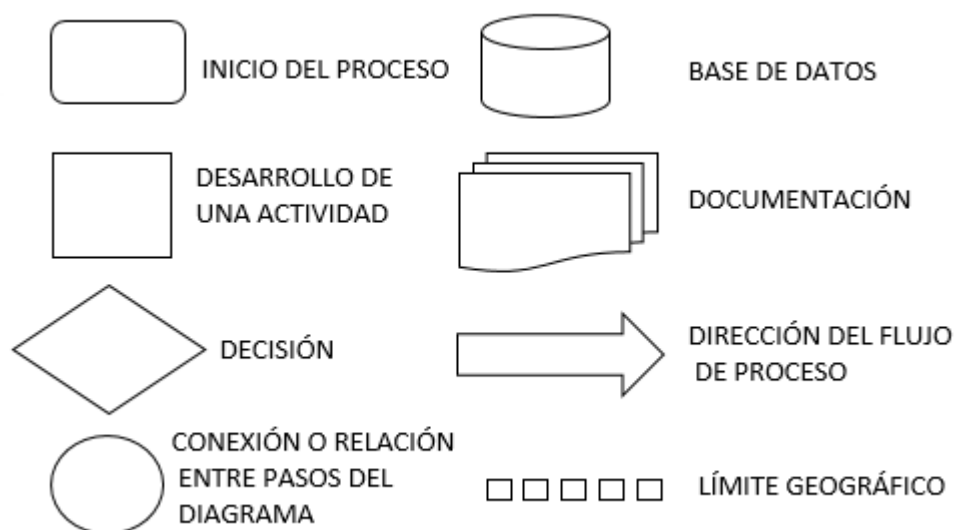 INICIO DEL PROCESO
BASE DE DATOS
DESARROLLO DE
UNA ACTIVIDAD
DOCUMENTACIÓN
DECISIÓN
DIRECCIÓN DEL FLUJO
DE PROCESO
CONEXIÓN O RELACIÓN
ENTRE PASOS DEL
DIAGRAMA
LÍMITE GEOGRÁFICO